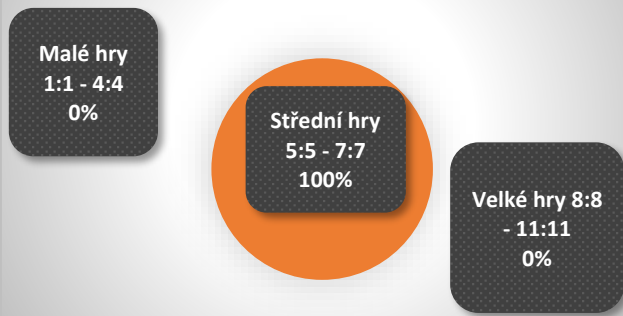 Malé hry
1:1 - 4:4
0%
Střední hry
5:5 - 7:7
100%
Velké hry 8:8
- 11:11
0%